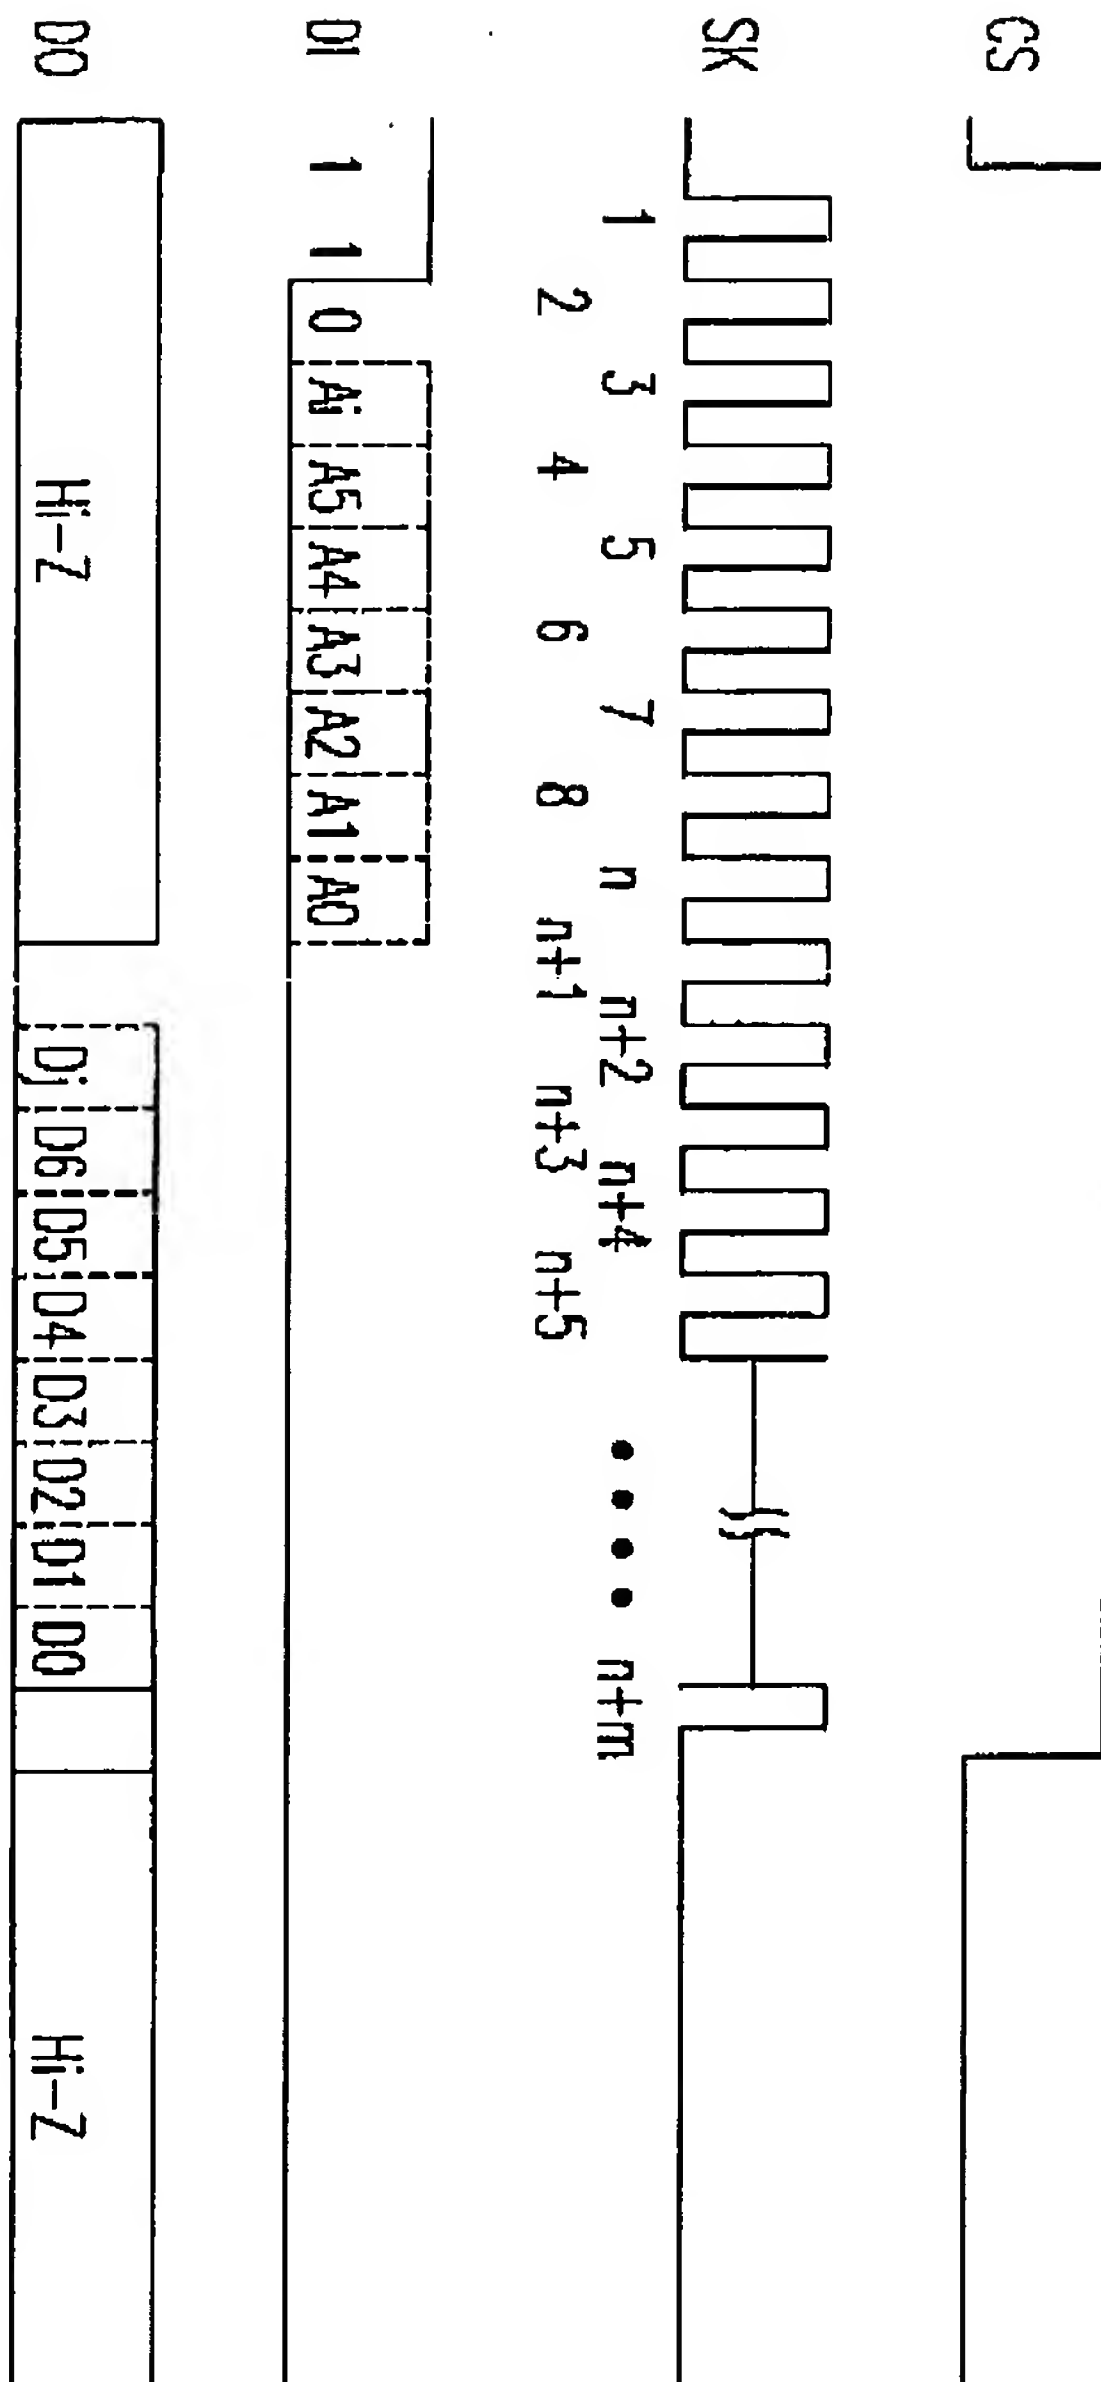 CS
SK
1 3 5 7 n n+2 n+4 • • • • n+m
2 4 6 8 n+1 n+3 n+5
DI 1 1 0 Ai A5 A4 A3 A2 A1 A0
DO Hi-Z Dj D6 D5 D4 D3 D2 D1 D0 Hi-Z